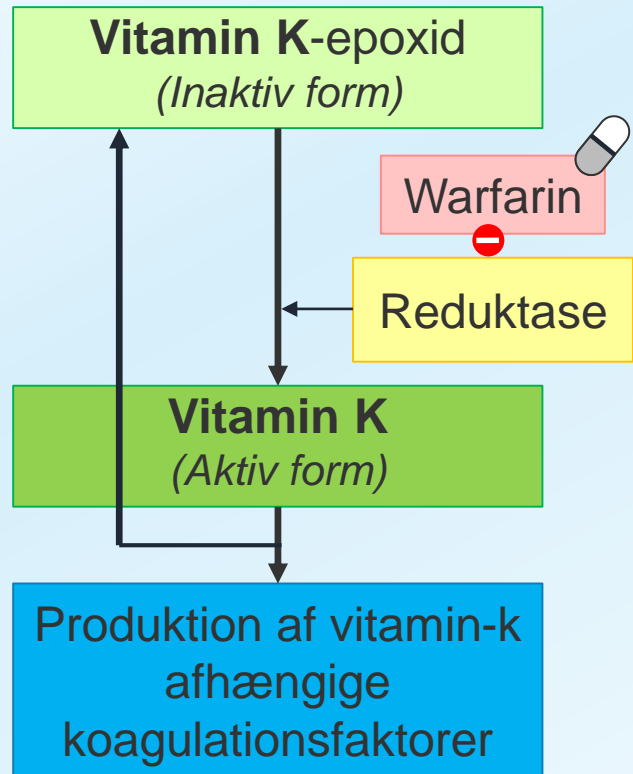 Vitamin K-epoxid
(Inaktiv form)
Warfarin
Reduktase
Vitamin K
(Aktiv form)
Produktion af vitamin-k
afhængige
koagulationsfaktorer